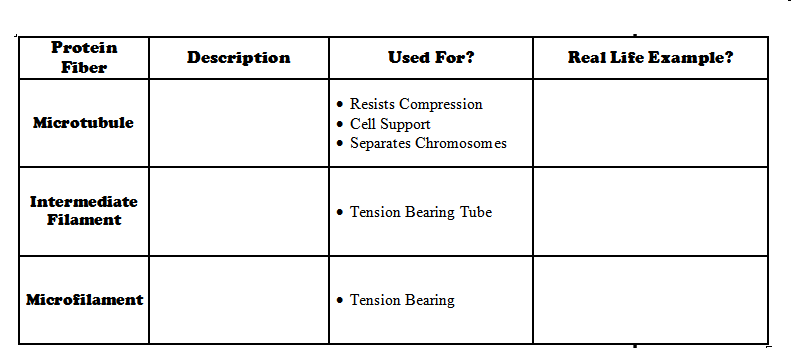 Protein Fiber
Description
Used For?
Real Life Example?
Microtubule
• Resists Compression
• Cell Support
• Separates Chromosomes
Intermediate
Filament
• Tension Bearing Tube
Microfilament
• Tension Bearing